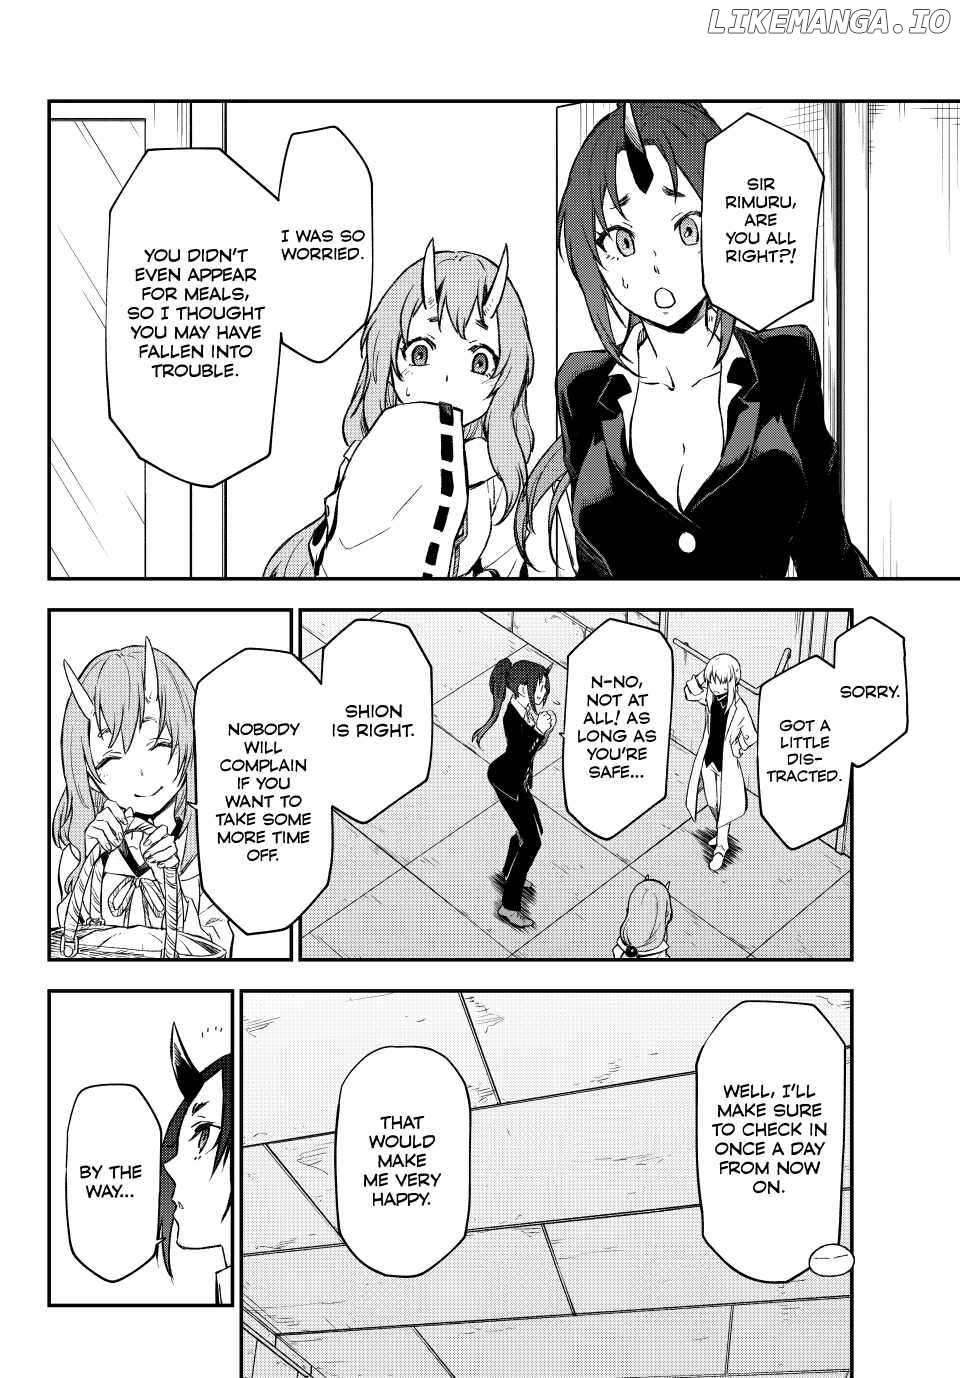 LIKEMANGA.IO
SIR
RIMURU,
ARE
YOU ALL
RIGHT?!
I WAS SO
WORRIED.
YOU DIDN'T
EVEN APPEAR
FOR MEALS,
SO I THOUGHT
YOU MAY HAVE
FALLEN INTO
TROUBLE.
SORRY.
GOT A
LITTLE
DIS-
TRACTED.
N-NO,
NOT AT
ALL! AS
LONG AS
YOU'RE
SAFE...
SHION
IS RIGHT.
NOBODY
WILL
COMPLAIN
IF YOU
WANT TO
TAKE SOME
MORE TIME
OFF.
WELL, I'LL
MAKE SURE
TO CHECK IN
ONCE A DAY
FROM NOW
ON.
THAT
WOULD
MAKE
ME VERY
HAPPY.
BY THE
WAY...